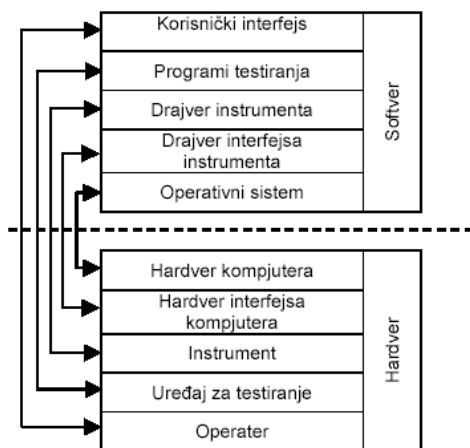 Korisnički interfejs
Programi testiranja
Drajver instrumenta
Drajver interfejsa
instrumenta
Operativni sistem
Softver
Hardver kompjutera
Hardver interfejsa
kompjutera
Instrument
Uređaj za testiranje
Operater
Hardver